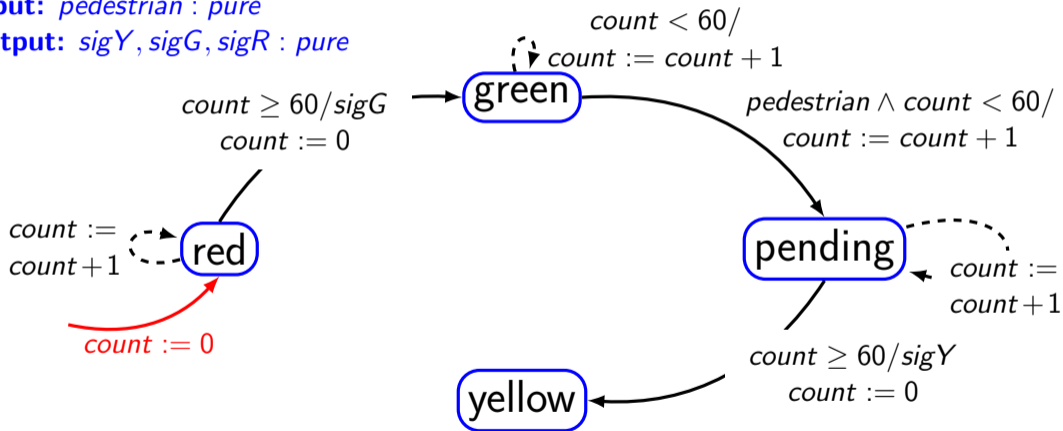 pedestrian : pure
sigY, sigG, sigR : pure
count < 60/
count := count + 1
count ≥ 60/sigG
count := 0
green
pedestrian ∧ count < 60/
count := count + 1
count :=
count + 1
red
count := 0
pending
count :=
count + 1
count ≥ 60/sigY
count := 0
yellow